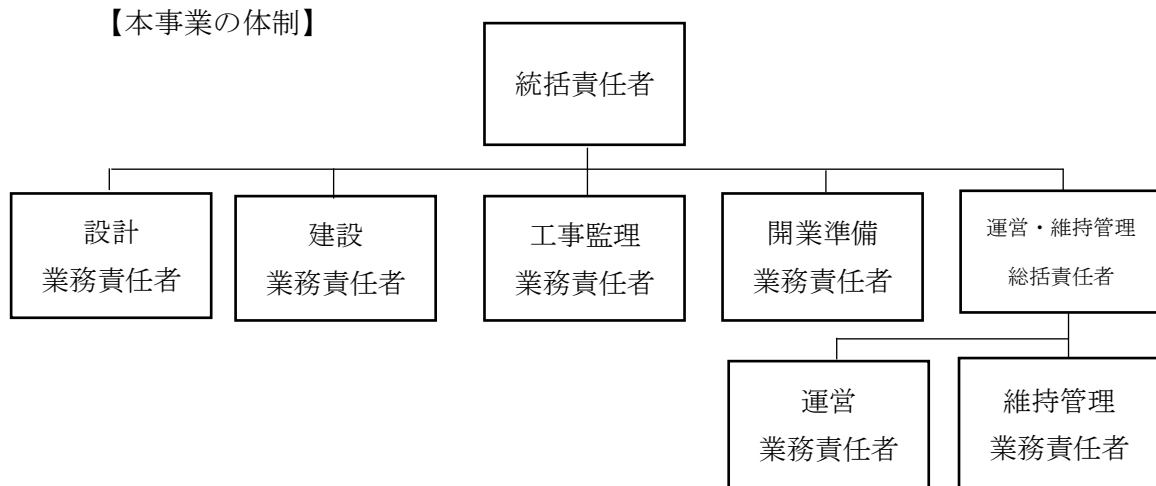 【本事業の体制】
統括責任者
設計
業務責任者
建設
業務責任者
工事監理
業務責任者
開業準備
業務責任者
運営・維持管理
総括責任者
運営
業務責任者
維持管理
業務責任者